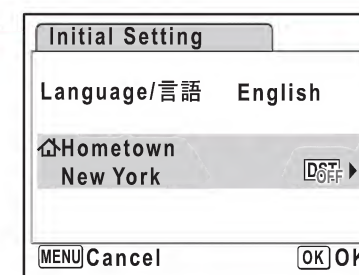 Initial Setting
Language/言語 English
Hometown
New York DST OFF
MENU Cancel OK OK